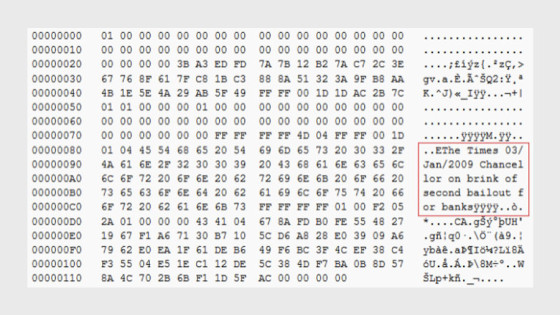 00000000 01 00 00 00 00 00 00 00 00 00 00 00 00 00 00 00 ................
00000010 00 00 00 00 00 00 00 00 00 00 00 00 00 00 00 00 ................
00000020 00 00 00 00 3B A3 ED FD 7A 7B 12 B2 7A C7 2C 3E ....;£íýz{.²zÇ,>
00000030 67 76 8F 61 7F C8 1B C3 88 8A 51 32 3A 9F B8 AA gv.a.È.ÃˆŠQ2:Ÿ¸ª
00000040 4B 1E 5E 4A 29 AB 5F 49 FF FF 00 1D 1D AC 2B 7C K.^J)«_Iÿÿ...¬+|
00000050 01 01 00 00 00 01 00 00 00 00 00 00 00 00 00 00 ................
00000060 00 00 00 00 00 00 00 00 00 00 00 00 00 00 00 00 ................
00000070 00 00 00 00 00 00 FF FF FF FF 4D 04 FF FF 00 1D ......ÿÿÿÿM.ÿÿ..
00000080 01 04 45 54 68 65 20 54 69 6D 65 73 20 30 33 2F ..EThe Times 03/
00000090 4A 61 6E 2F 32 30 30 39 20 43 68 61 6E 63 65 6C Jan/2009 Chancel
000000A0 6C 6F 72 20 6F 6E 20 62 72 69 6E 6B 20 6F 66 20 lor on brink of
000000B0 73 65 63 6F 6E 64 20 62 61 69 6C 6F 75 74 20 66 second bailout f
000000C0 6F 72 20 62 61 6E 6B 73 FF FF FF FF 01 00 F2 05 or banksÿÿÿÿ..ò.
000000D0 2A 01 00 00 00 43 41 04 67 8A FD B0 FE 55 48 27 *....CA.gŠý°þUH'
000000E0 19 67 F1 A6 71 30 B7 10 5C D6 A8 28 E0 39 09 A6 .gñ¦q0·.\Ö¨(à9.¦
000000F0 79 62 E0 EA 1F 61 DE B6 49 F6 BC 3F 4C EF 38 C4 ybàê.aÞ¶Iö¼?Lï8Ä
00000100 F3 55 04 E5 1E C1 12 DE 5C 38 4D F7 BA 0B 8D 57 óU.å.Á.Þ\8M÷º..W
00000110 8A 4C 70 2B 6B F1 1D 5F AC 00 00 00 00 ŠLp+kñ._¬....